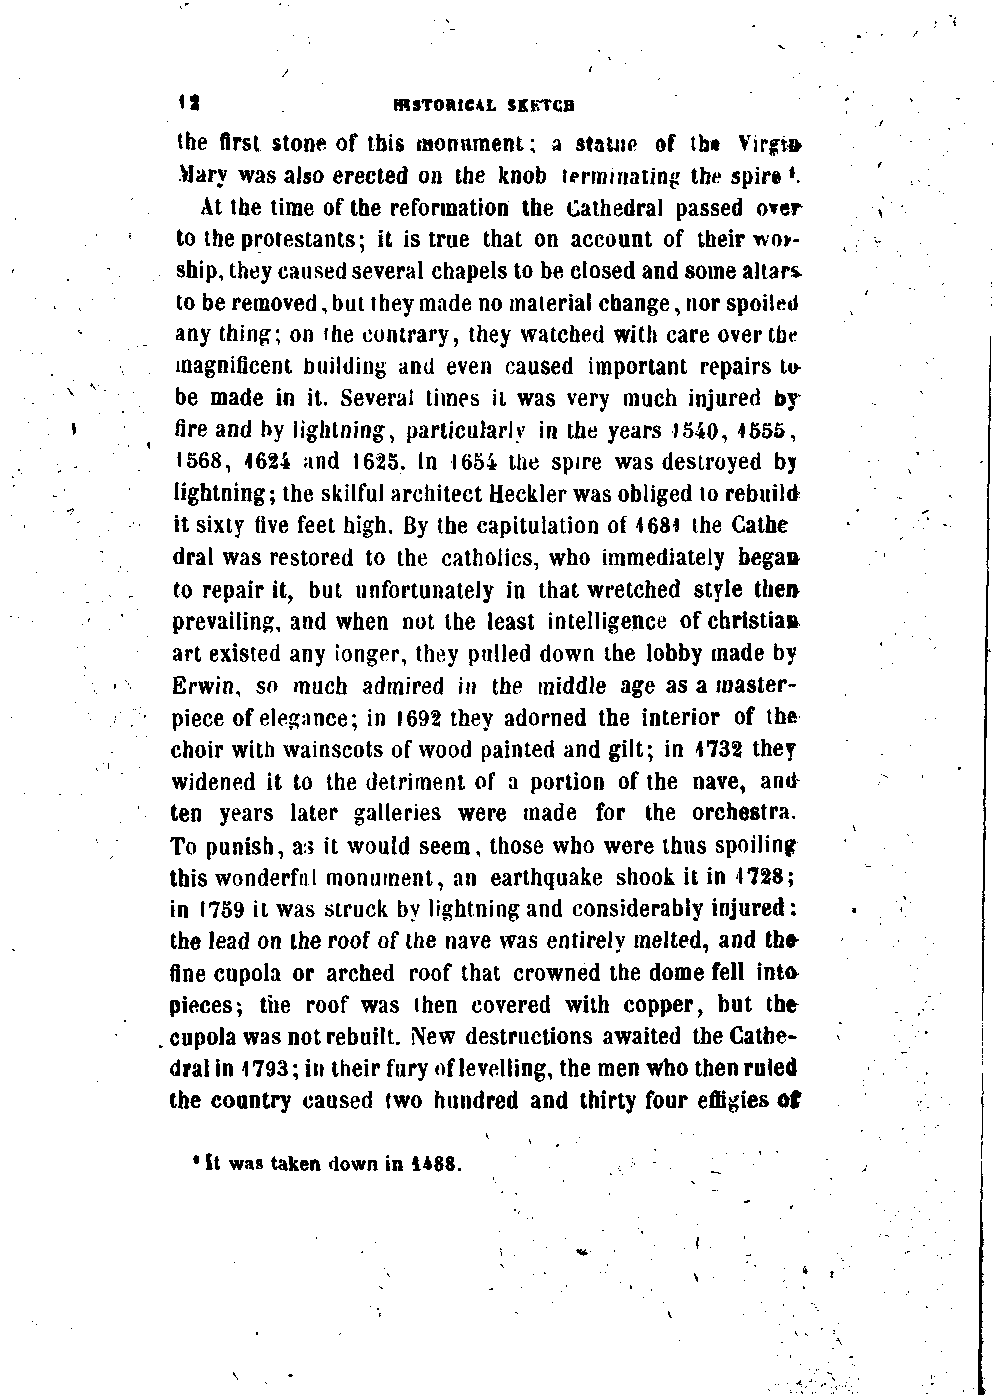 12 HISTORICAL SKETCH
the first stone of this monument; a statue of the Virgin
Mary was also erected on the knob terminating the spire ¹.
At the time of the reformation the Cathedral passed over
to the protestants; it is true that on account of their wor-
ship, they caused several chapels to be closed and some altars
to be removed, but they made no material change, nor spoiled
any thing; on the contrary, they watched with care over the
magnificent building and even caused important repairs to
be made in it. Several times it was very much injured by
fire and by lightning, particularly in the years 1540, 1555,
1568, 1624 and 1625. In 1654 the spire was destroyed by
lightning; the skilful architect Heckler was obliged to rebuild
it sixty five feet high. By the capitulation of 1681 the Cathe
dral was restored to the catholics, who immediately began
to repair it, but unfortunately in that wretched style then
prevailing, and when not the least intelligence of christian
art existed any longer, they pulled down the lobby made by
Erwin, so much admired in the middle age as a master-
piece of elegance; in 1692 they adorned the interior of the
choir with wainscots of wood painted and gilt; in 1732 they
widened it to the detriment of a portion of the nave, and
ten years later galleries were made for the orchestra.
To punish, as it would seem, those who were thus spoiling
this wonderful monument, an earthquake shook it in 1728;
in 1759 it was struck by lightning and considerably injured:
the lead on the roof of the nave was entirely melted, and the
fine cupola or arched roof that crowned the dome fell into
pieces; the roof was then covered with copper, but the
cupola was not rebuilt. New destructions awaited the Cathe-
dral in 1793; in their fury of levelling, the men who then ruled
the country caused two hundred and thirty four effigies of
¹ It was taken down in 1488.